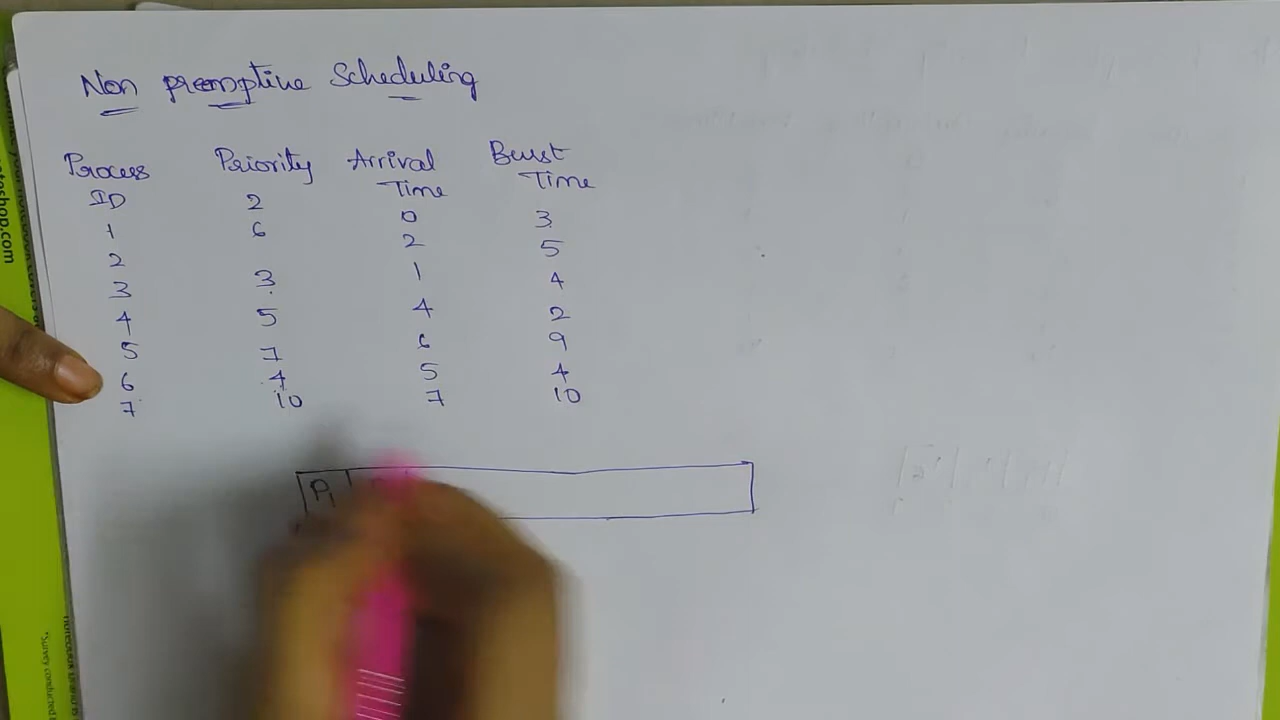 Non preemptive Scheduling
Process Priority Arrival Burst
ID 2 Time Time
1 6 0 3
2 2 5
3 3 1 4
4 5 4 2
5 7 6 9
6 4 5 4
7 10 7 10
P1